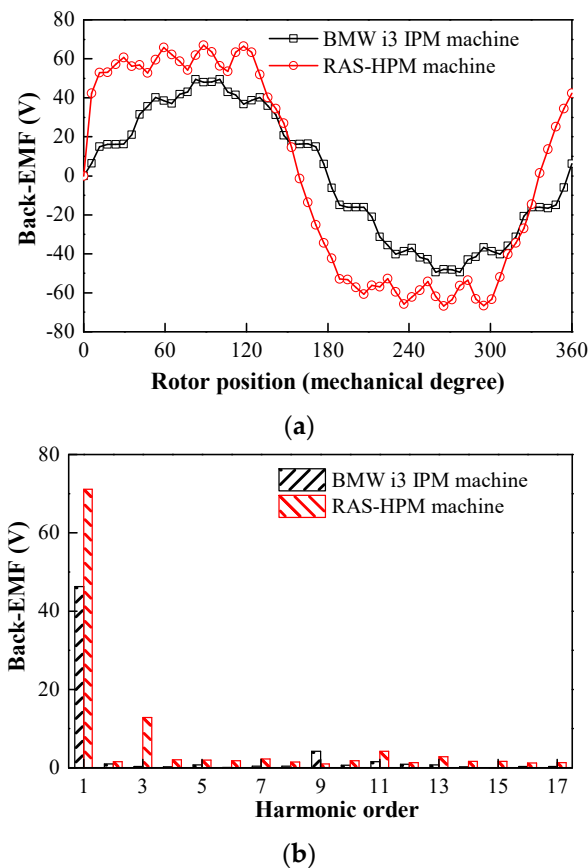 (a)
BMW i3 IPM machine
RAS-HPM machine
Back-EMF (V)
80
60
40
20
0
-20
-40
-60
-80
0 60 120 180 240 300 360
Rotor position (mechanical degree)
(a)
BMW i3 IPM machine
RAS-HPM machine
Back-EMF (V)
80
60
40
20
0
1 3 5 7 9 11 13 15 17
Harmonic order
(b)